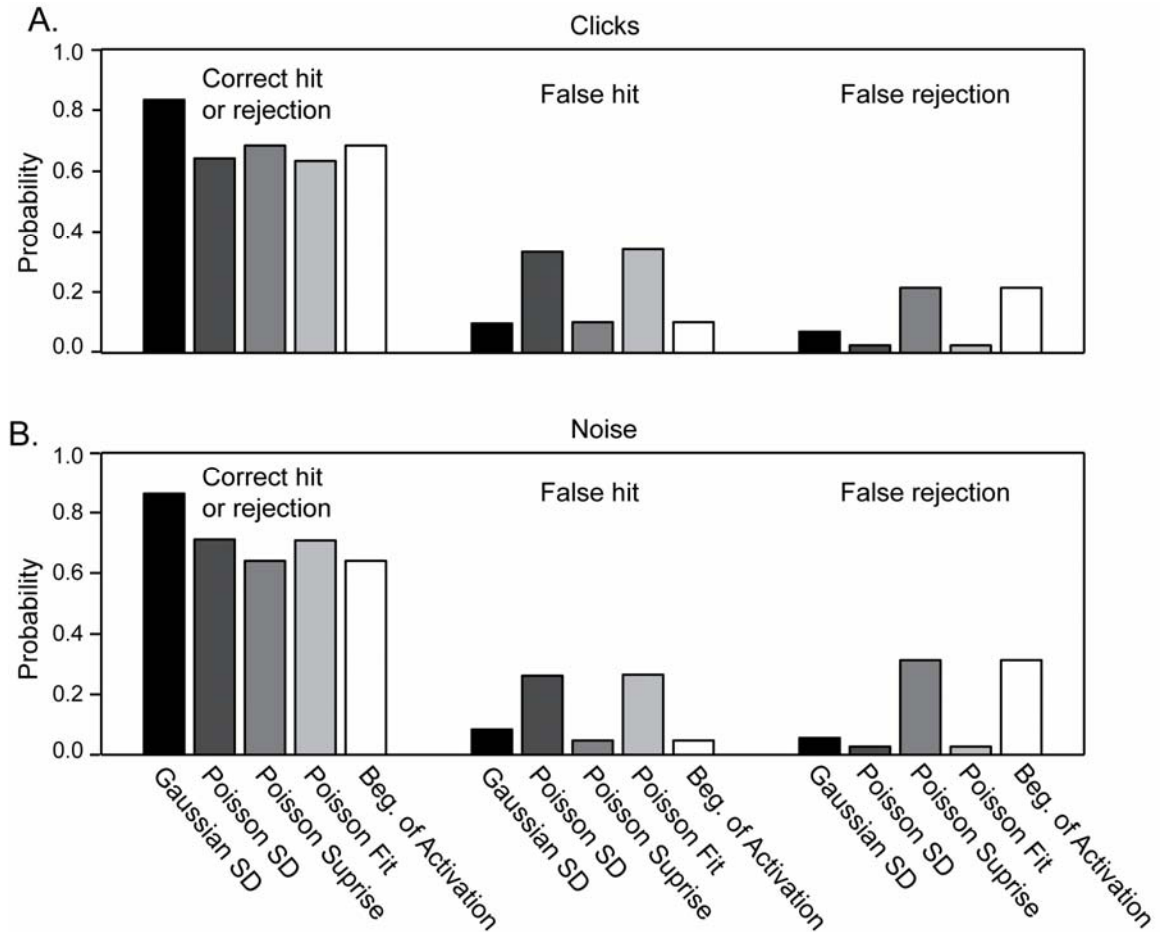 A.
Clicks
1.0
0.8
0.6
0.4
0.2
0.0
Probability
Correct hit
or rejection
False hit
False rejection
B.
Noise
1.0
0.8
0.6
0.4
0.2
0.0
Probability
Correct hit
or rejection
False hit
False rejection
Gaussian SD
Poisson SD
Poisson Suprise
Poisson Fit
Beg. of Activation
Gaussian SD
Poisson SD
Poisson Suprise
Poisson Fit
Beg. of Activation
Gaussian SD
Poisson SD
Poisson Suprise
Poisson Fit
Beg. of Activation